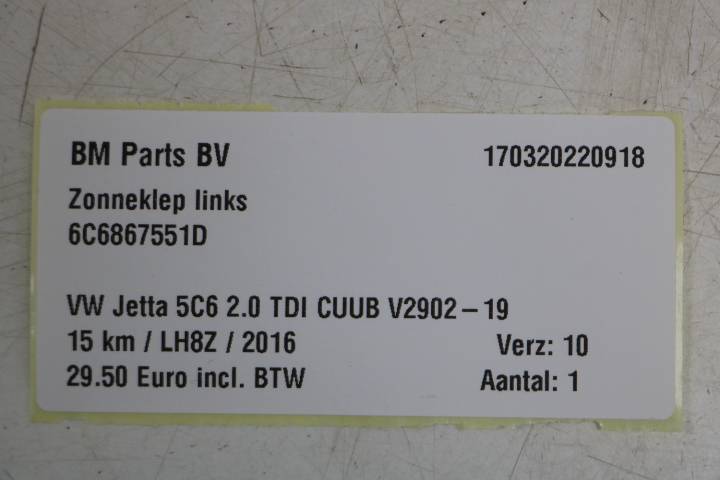 BM Parts BV 170320220918
Zonneklep links
6C6867551D
VW Jetta 5C6 2.0 TDI CUUB V2902-19
15 km / LH8Z / 2016 Verz: 10
29.50 Euro incl. BTW Aantal: 1